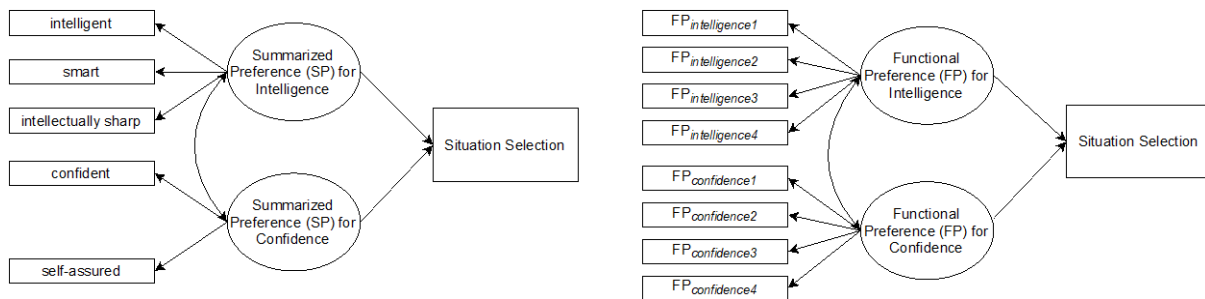 intelligent
smart
intellectually sharp
confident
self-assured
Summarized
Preference (SP) for
Intelligence
Summarized
Preference (SP) for
Confidence
Situation Selection
FPintelligence1
FPintelligence2
FPintelligence3
FPintelligence4
FPconfidence1
FPconfidence2
FPconfidence3
FPconfidence4
Functional
Preference (FP) for
Intelligence
Functional
Preference (FP) for
Confidence
Situation Selection